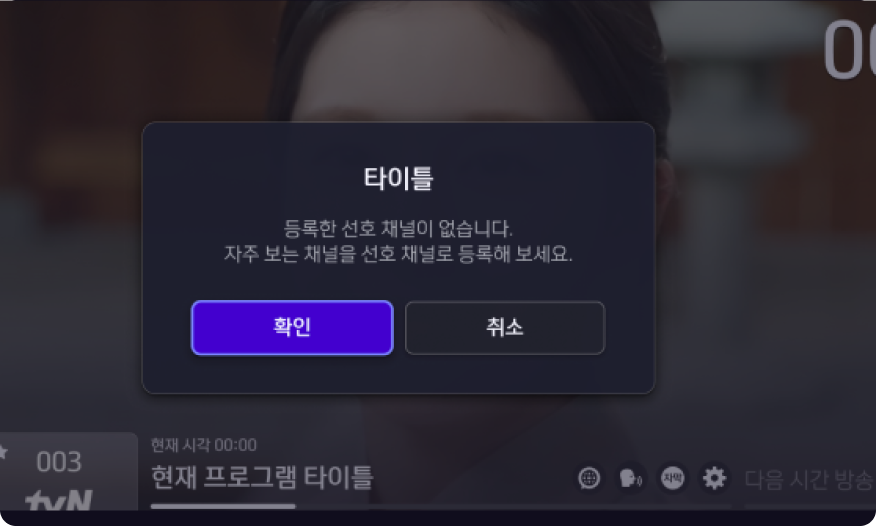 00
타이틀
등록한 선호 채널이 없습니다.
자주 보는 채널을 선호 채널로 등록해 보세요.
확인
취소
003
tvN
현재 시각 00:00
현재 프로그램 타이틀
자막
다음 시간 방송